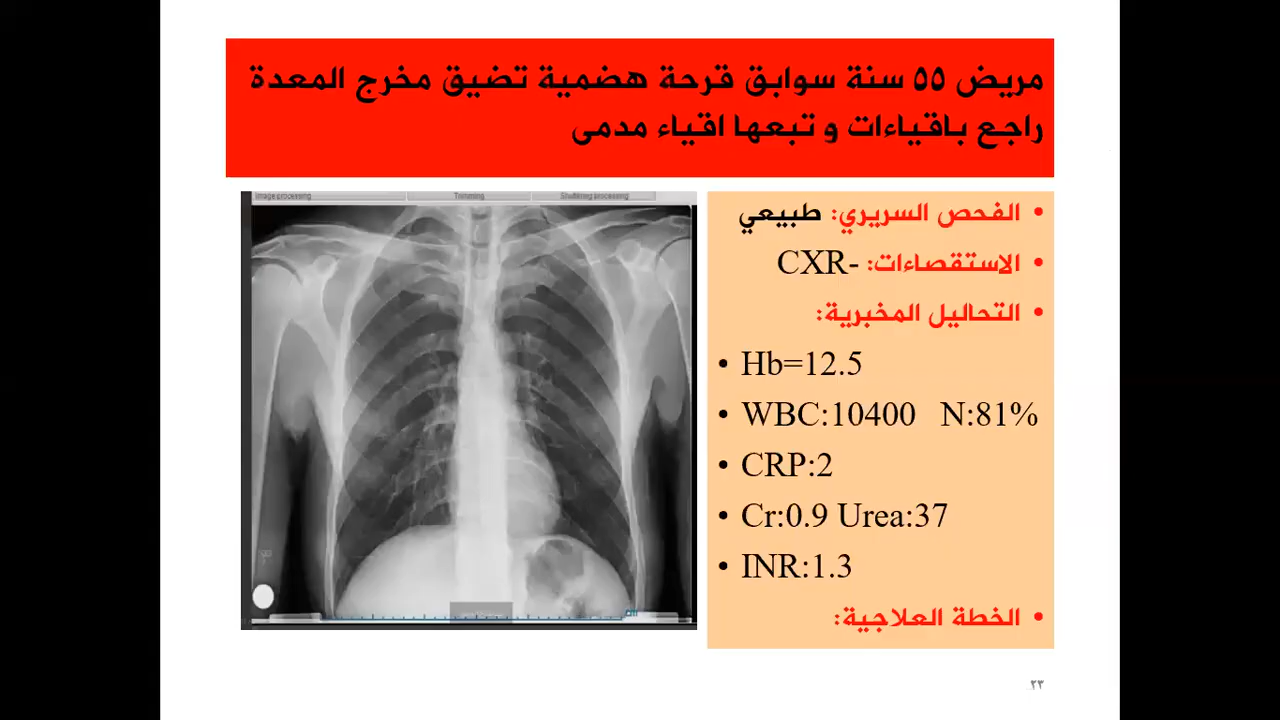 مريض ٥٥ سنة سوابق قرحة هضمية تضيق مخرج المعدة
راجع باقياءات و تبعها اقياء مدمى
Image processing Trimming Shuttering processing
• الفحص السريري: طبيعي
• الاستقصاءات: -CXR
• التحاليل المخبرية:
• Hb=12.5
• WBC:10400 N:81%
• CRP:2
• Cr:0.9 Urea:37
• INR:1.3
• الخطة العلاجية:
cm
٢٣